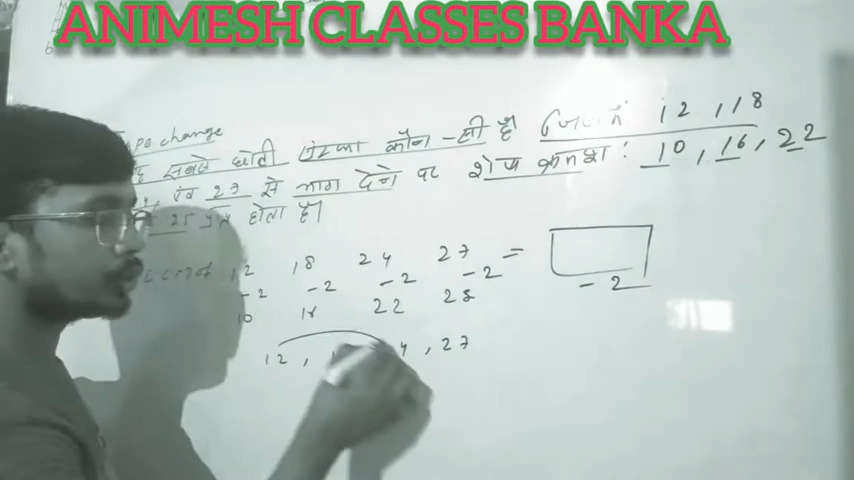 ANIMESH CLASSES BANKA
change
सबसे छोटी संख्या कौन-सी है जिसमें 12, 18
एवं 27 से भाग देने पर शेष क्रमशः 10, 16, 22
25 होता है।
12 18 24 27 =
-2 -2 -2 -2 -2
10 16 22 25
12, 4, 27